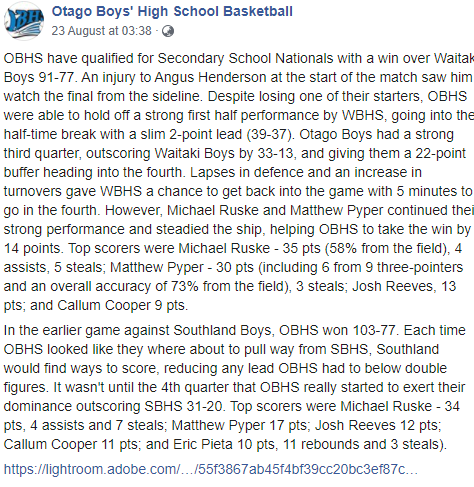 Otago Boys' High School Basketball
23 August at 03:38 ·
OBHS have qualified for Secondary School Nationals with a win over Waitak
Boys 91-77. An injury to Angus Henderson at the start of the match saw him
watch the final from the sideline. Despite losing one of their starters, OBHS
were able to hold off a strong first half performance by WBHS, going into the
half-time break with a slim 2-point lead (39-37). Otago Boys had a strong
third quarter, outscoring Waitaki Boys by 33-13, and giving them a 22-point
buffer heading into the fourth. Lapses in defence and an increase in
turnovers gave WBHS a chance to get back into the game with 5 minutes to
go in the fourth. However, Michael Ruske and Matthew Pyper continued thei
strong performance and steadied the ship, helping OBHS to take the win by
14 points. Top scorers were Michael Ruske - 35 pts (58% from the field), 4
assists, 5 steals; Matthew Pyper - 30 pts (including 6 from 9 three-pointers
and an overall accuracy of 73% from the field), 3 steals; Josh Reeves, 13
pts; and Callum Cooper 9 pts.
In the earlier game against Southland Boys, OBHS won 103-77. Each time
OBHS looked like they where about to pull way from SBHS, Southland
would find ways to score, reducing any lead OBHS had to below double
figures. It wasn't until the 4th quarter that OBHS really started to exert their
dominance outscoring SBHS 31-20. Top scorers were Michael Ruske - 34
pts, 4 assists and 7 steals; Matthew Pyper 17 pts; Josh Reeves 12 pts;
Callum Cooper 11 pts; and Eric Pieta 10 pts, 11 rebounds and 3 steals).
https://lightroom.adobe.com/…/55f3867ab45f4bf39cc20bc3ef87c…